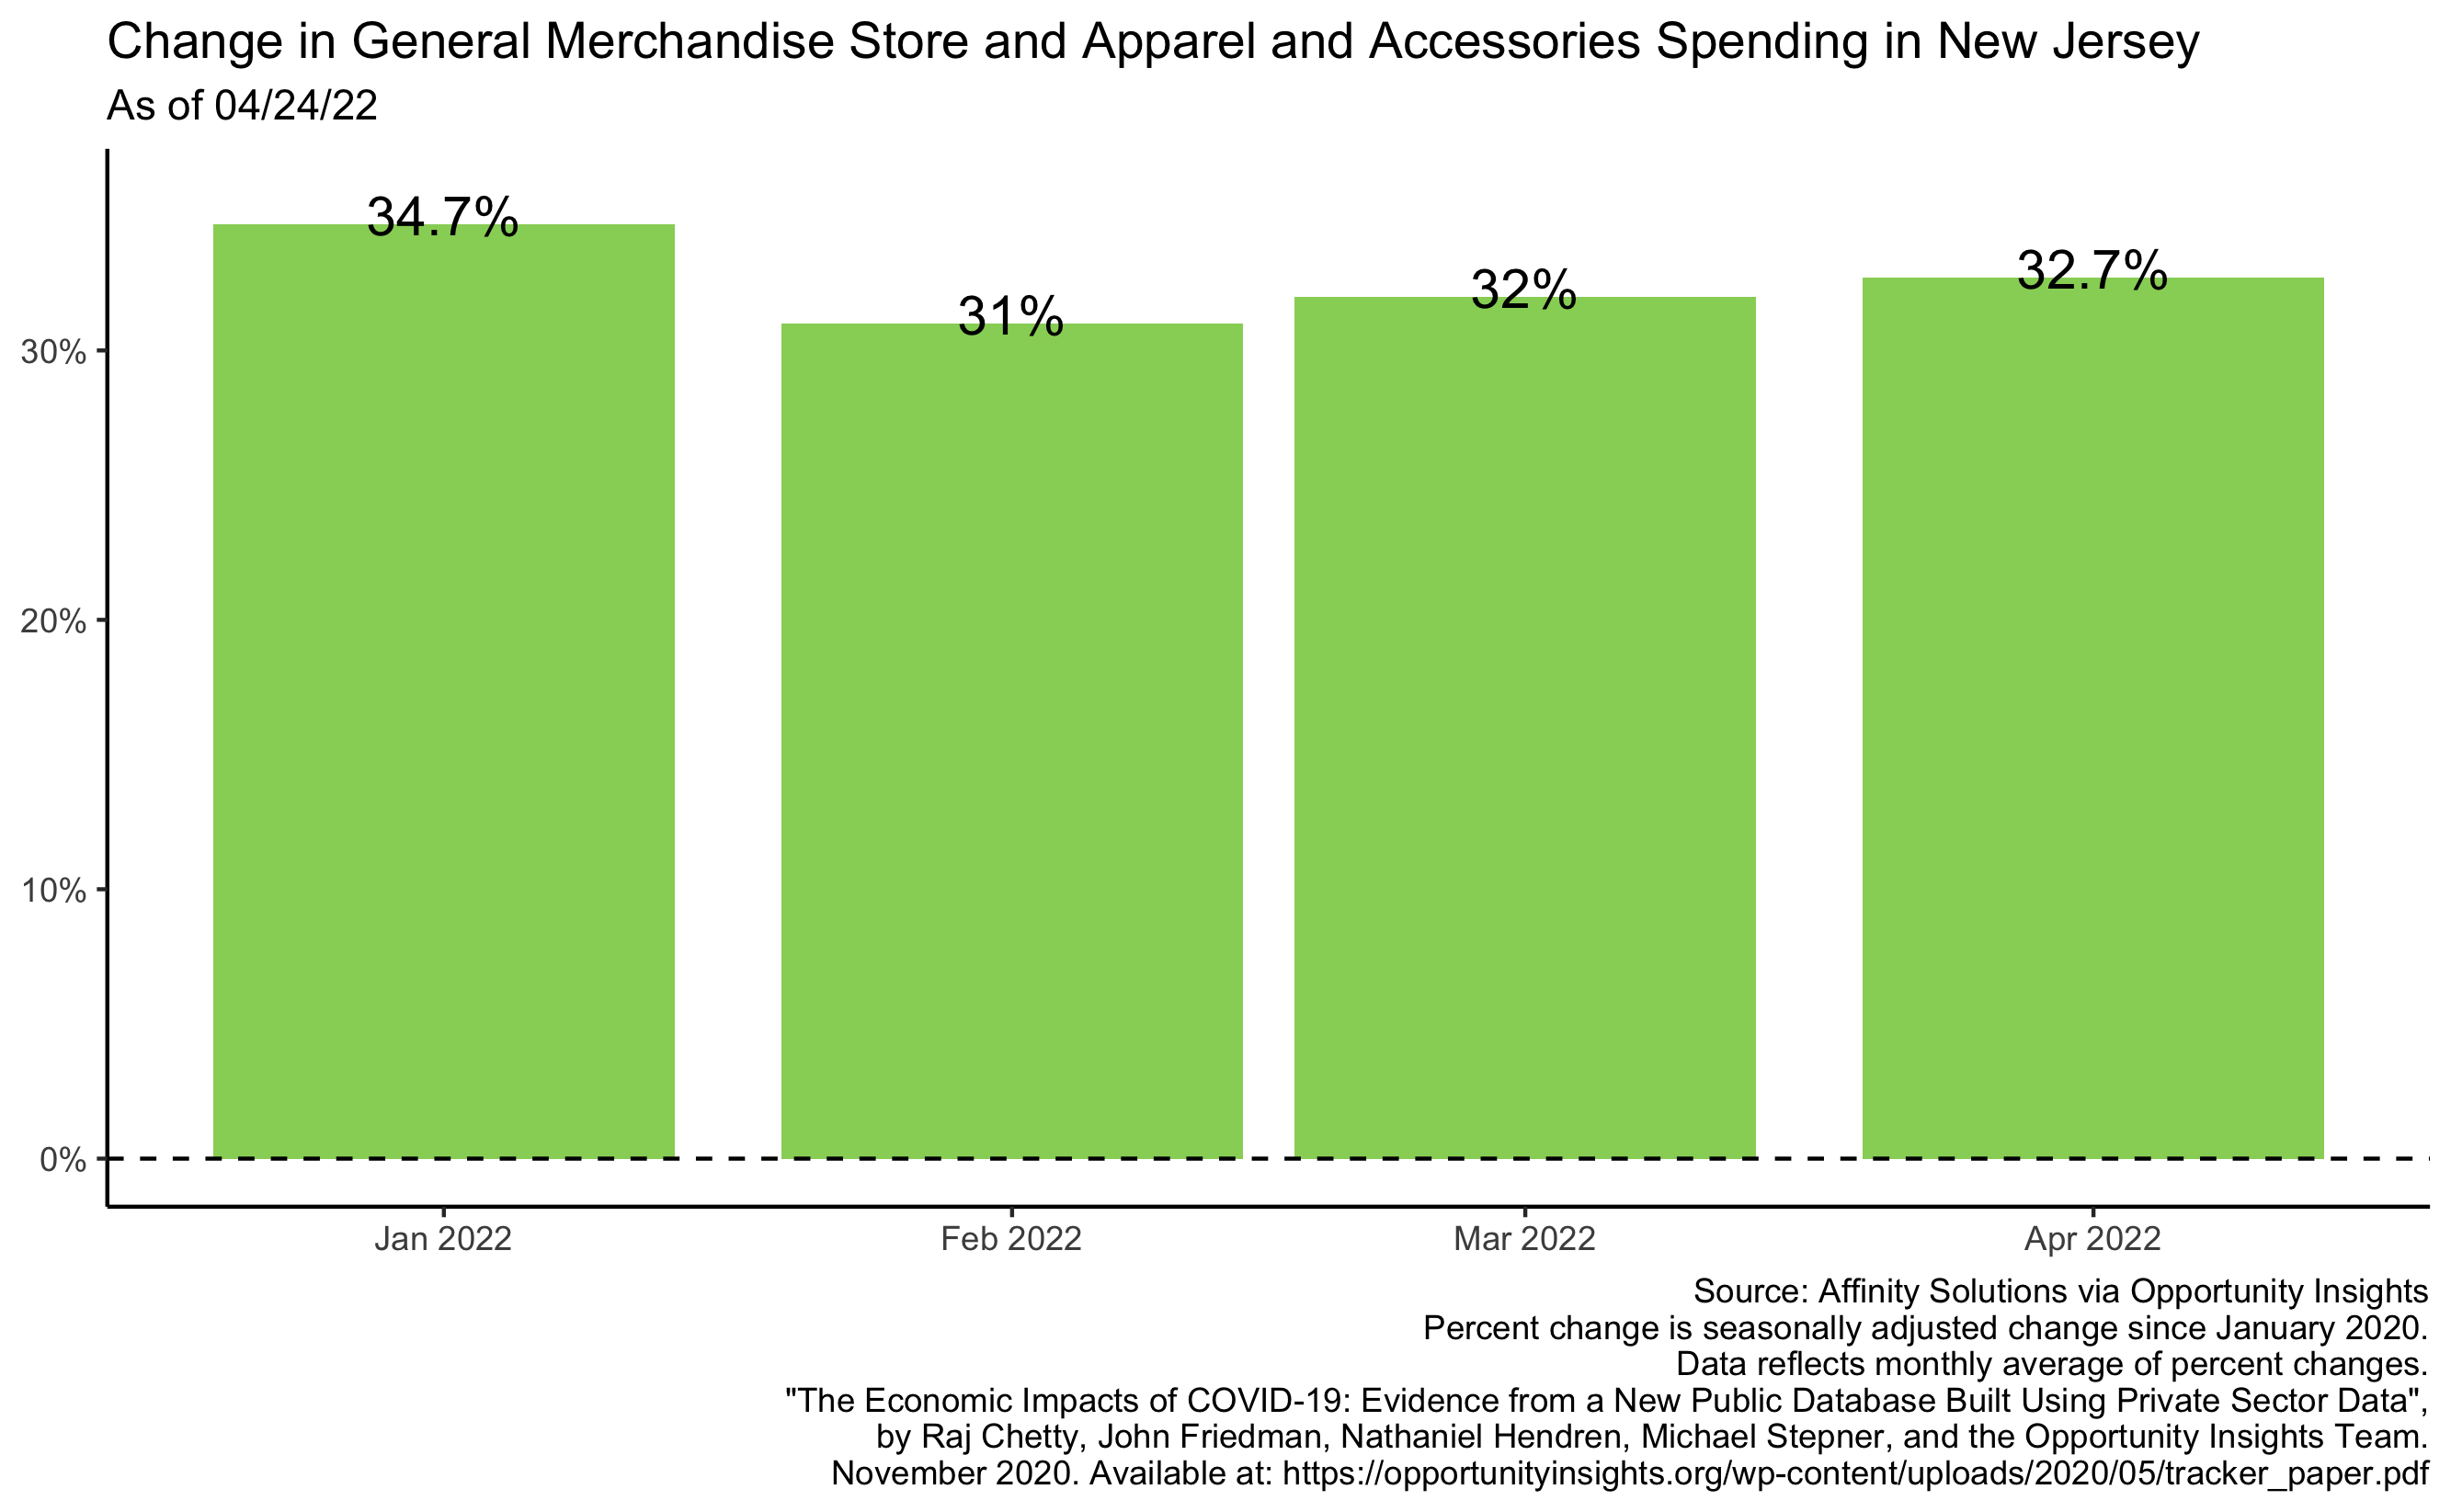 Change in General Merchandise Store and Apparel and Accessories Spending in New Jersey
As of 04/24/22
34.7%
31%
32%
32.7%
30%
20%
10%
0%
Jan 2022
Feb 2022
Mar 2022
Apr 2022
Source: Affinity Solutions via Opportunity Insights
Percent change is seasonally adjusted change since January 2020.
Data reflects monthly average of percent changes.
"The Economic Impacts of COVID-19: Evidence from a New Public Database Built Using Private Sector Data",
by Raj Chetty, John Friedman, Nathaniel Hendren, Michael Stepner, and the Opportunity Insights Team.
November 2020. Available at: https://opportunityinsights.org/wp-content/uploads/2020/05/tracker_paper.pdf